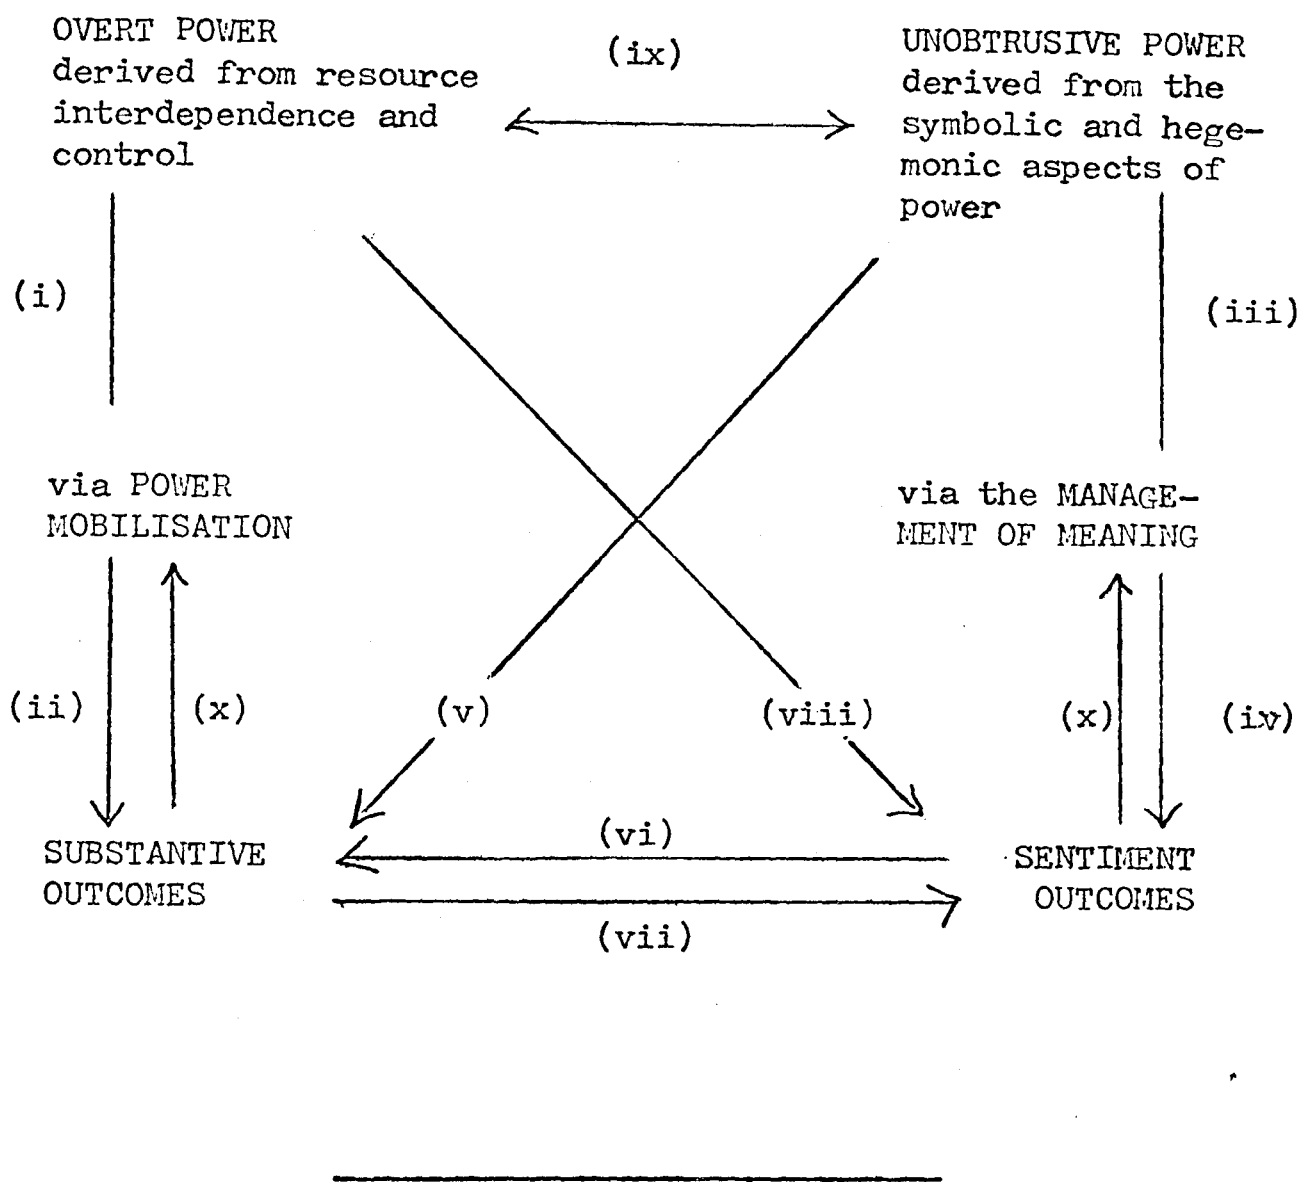 OVERT POWER
derived from resource
interdependence and
control
(ix)
UNOBTRUSIVE POWER
derived from the
symbolic and hege-
monic aspects of
power
(i)
(iii)
via POWER
MOBILISATION
via the MANAGE-
MENT OF MEANING
(ii)
(x)
(v)
(viii)
(x)
(iv)
SUBSTANTIVE
OUTCOMES
(vi)
(vii)
SENTIMENT
OUTCOMES